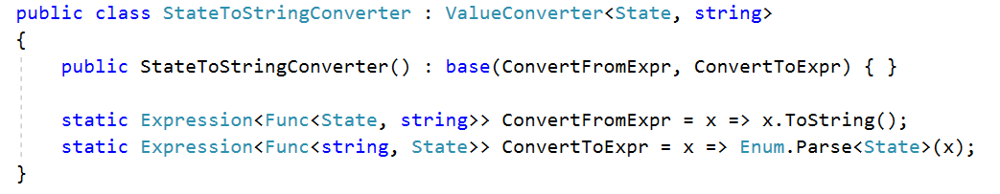 public class StateToStringConverter : ValueConverter<State, string>
{
    public StateToStringConverter() : base(ConvertFromExpr, ConvertToExpr) { }
    static Expression<Func<State, string>> ConvertFromExpr = x => x.ToString();
    static Expression<Func<string, State>> ConvertToExpr = x => Enum.Parse<State>(x);
}